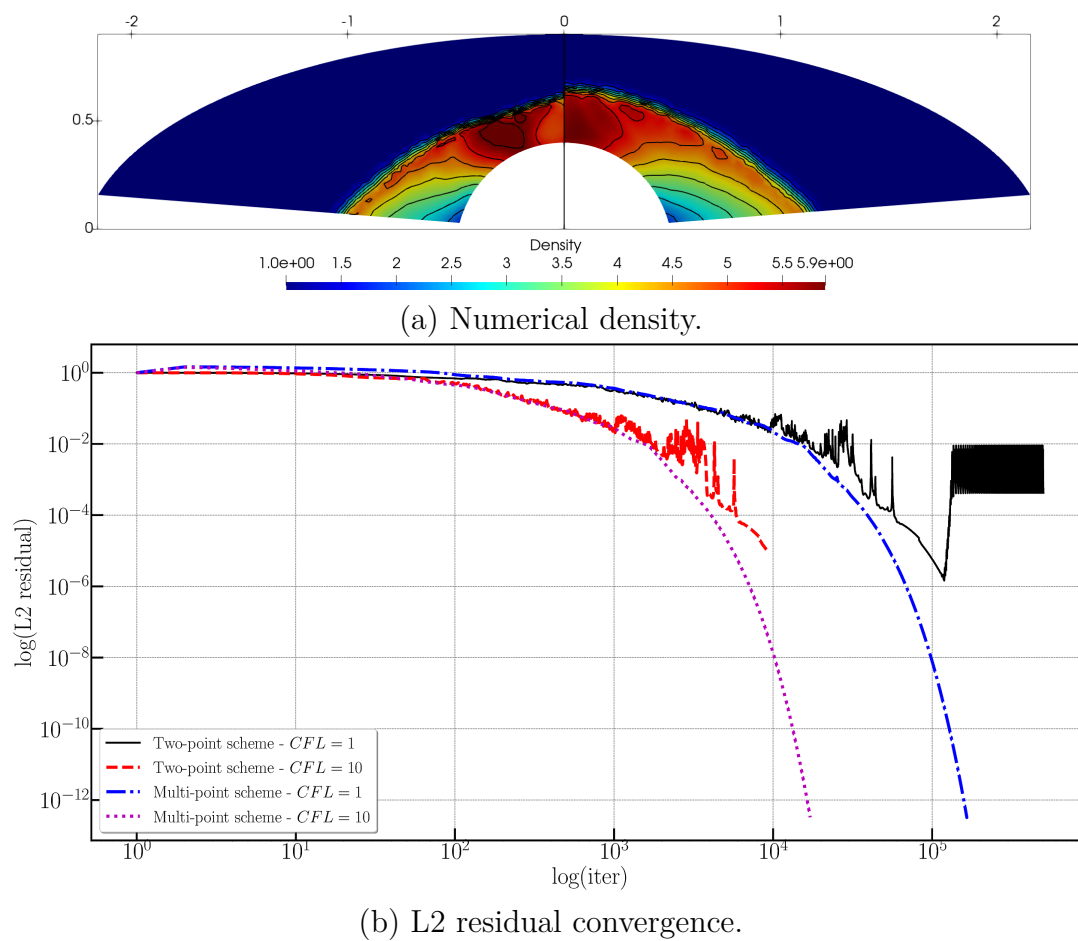 -2 -1 0 1 2
0.5
0
Density
1.0e+00 1.5 2 2.5 3 3.5 4 4.5 5 5.5 5.9e+00
(a) Numerical density.
10^0
10^-2
10^-4
10^-6
10^-8
10^-10
10^-12
log(L2 residual)
Two-point scheme - CFL = 1
Two-point scheme - CFL = 10
Multi-point scheme - CFL = 1
Multi-point scheme - CFL = 10
10^0 10^1 10^2 10^3 10^4 10^5
log(iter)
(b) L2 residual convergence.